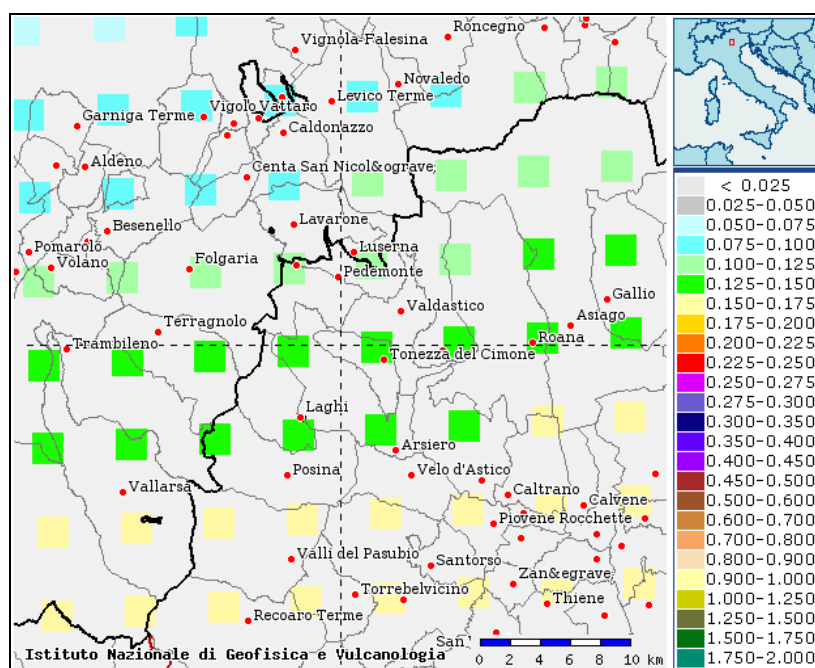 Vignola-Falesina
Roncegno
Novaledo
Levico Terme
Vigolo Vattaro
Garniga Terme
Caldonazzo
Aldeno
Centa San Nicol&ograve;
Besenello
Lavarone
Pomarolo
Luserna
Volano
Folgaria
Pedemonte
Gallio
Valdastico
Asiago
Terragnolo
Roana
Trambileno
Tonezza del Cimone
Laghi
Arsiero
Posina
Velo d'Astico
Vallarsa
Caltrano
Calvene
Piovene Rocchette
Valli del Pasubio
Santorso
Zan&egrave;
Torrebelvicino
Thiene
Recoaro Terme
San
Istituto Nazionale di Geofisica e Vulcanologia
0 2 4 6 8 10 km
< 0.025
0.025-0.050
0.050-0.075
0.075-0.100
0.100-0.125
0.125-0.150
0.150-0.175
0.175-0.200
0.200-0.225
0.225-0.250
0.250-0.275
0.275-0.300
0.300-0.350
0.350-0.400
0.400-0.450
0.450-0.500
0.500-0.600
0.600-0.700
0.700-0.800
0.800-0.900
0.900-1.000
1.000-1.250
1.250-1.500
1.500-1.750
1.750-2.000